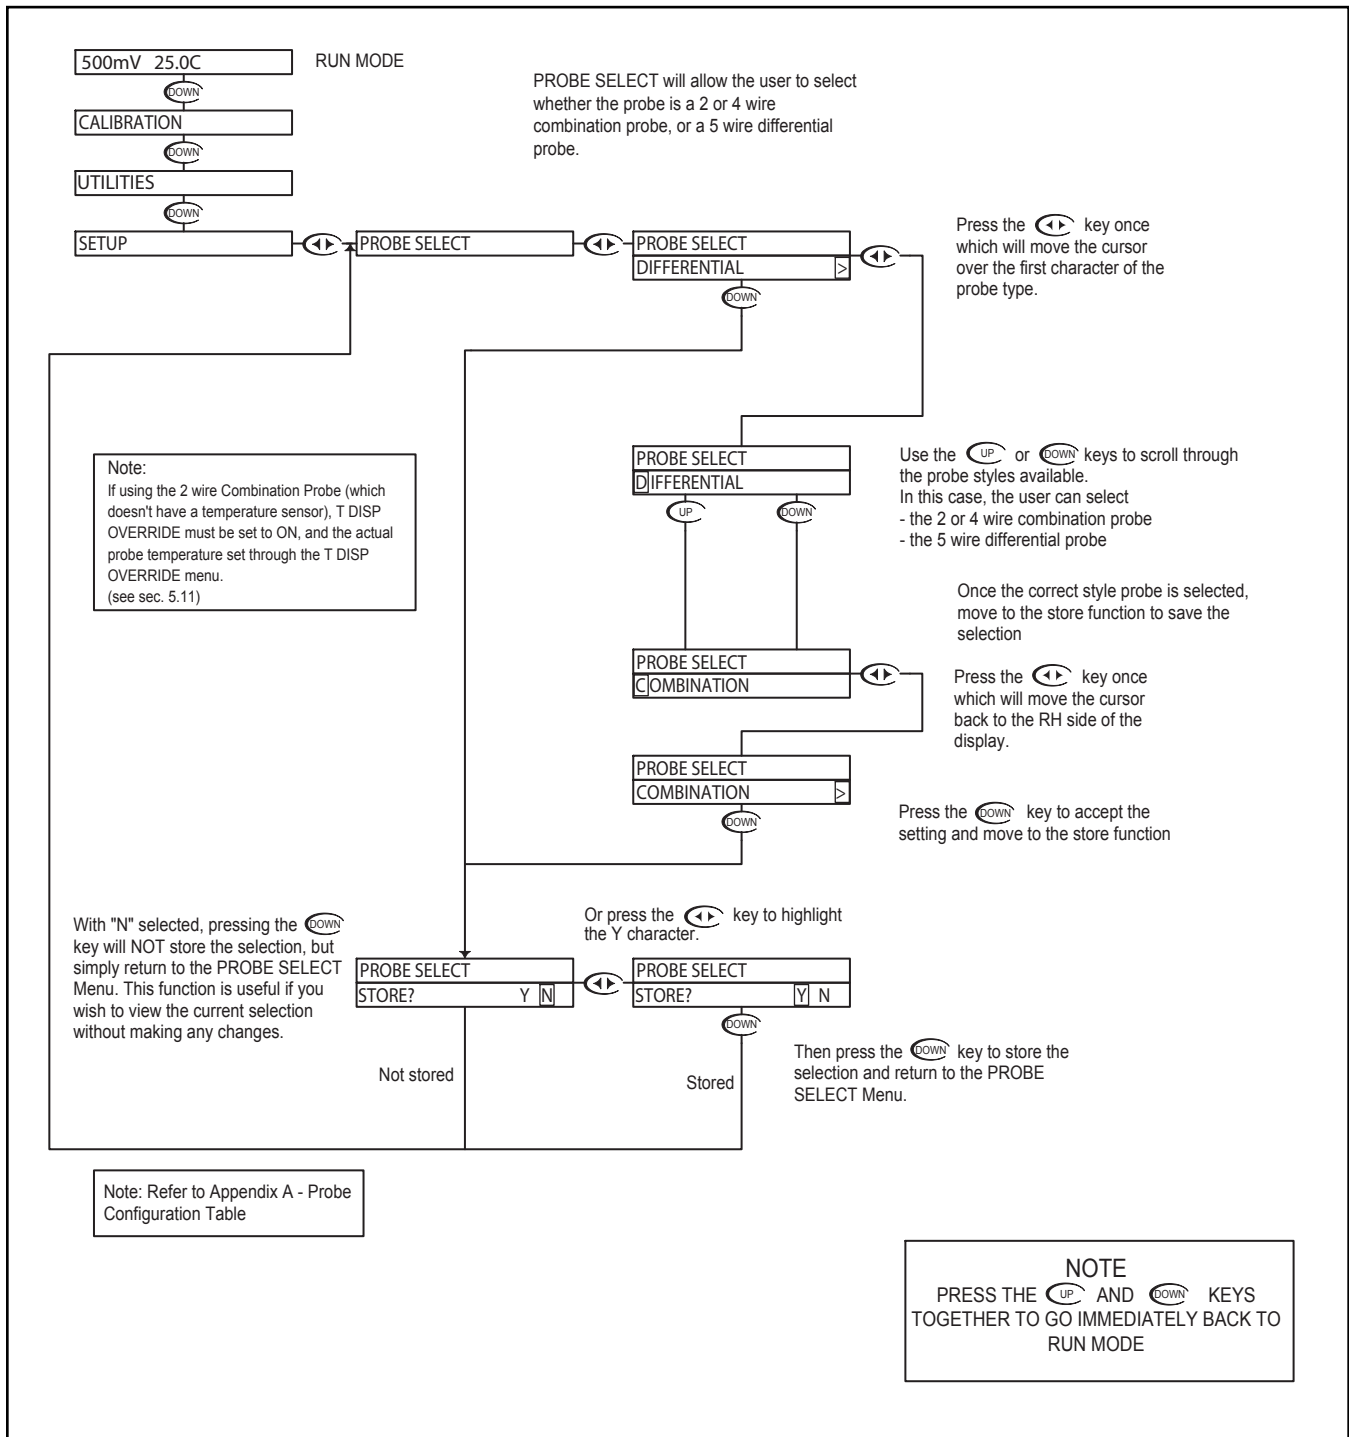 500mV 25.0C
RUN MODE
DOWN
CALIBRATION
DOWN
UTILITIES
DOWN
SETUP
PROBE SELECT will allow the user to select
whether the probe is a 2 or 4 wire
combination probe, or a 5 wire differential
probe.
PROBE SELECT
PROBE SELECT
DIFFERENTIAL >
DOWN
Press the key once
which will move the cursor
over the first character of the
probe type.
Note:
If using the 2 wire Combination Probe (which
doesn't have a temperature sensor), T DISP
OVERRIDE must be set to ON, and the actual
probe temperature set through the T DISP
OVERRIDE menu.
(see sec. 5.11)
PROBE SELECT
DIFFERENTIAL
UP DOWN
Use the UP or DOWN keys to scroll through
the probe styles available.
In this case, the user can select
- the 2 or 4 wire combination probe
- the 5 wire differential probe
Once the correct style probe is selected,
move to the store function to save the
selection
PROBE SELECT
COMBINATION
Press the key once
which will move the cursor
back to the RH side of the
display.
PROBE SELECT
COMBINATION >
DOWN
Press the DOWN key to accept the
setting and move to the store function
With "N" selected, pressing the DOWN
key will NOT store the selection, but
simply return to the PROBE SELECT
Menu. This function is useful if you
wish to view the current selection
without making any changes.
Or press the key to highlight
the Y character.
PROBE SELECT
STORE? Y N
PROBE SELECT
STORE? Y N
DOWN
Then press the DOWN key to store the
selection and return to the PROBE
SELECT Menu.
Not stored
Stored
Note: Refer to Appendix A - Probe
Configuration Table
NOTE
PRESS THE UP AND DOWN KEYS
TOGETHER TO GO IMMEDIATELY BACK TO
RUN MODE